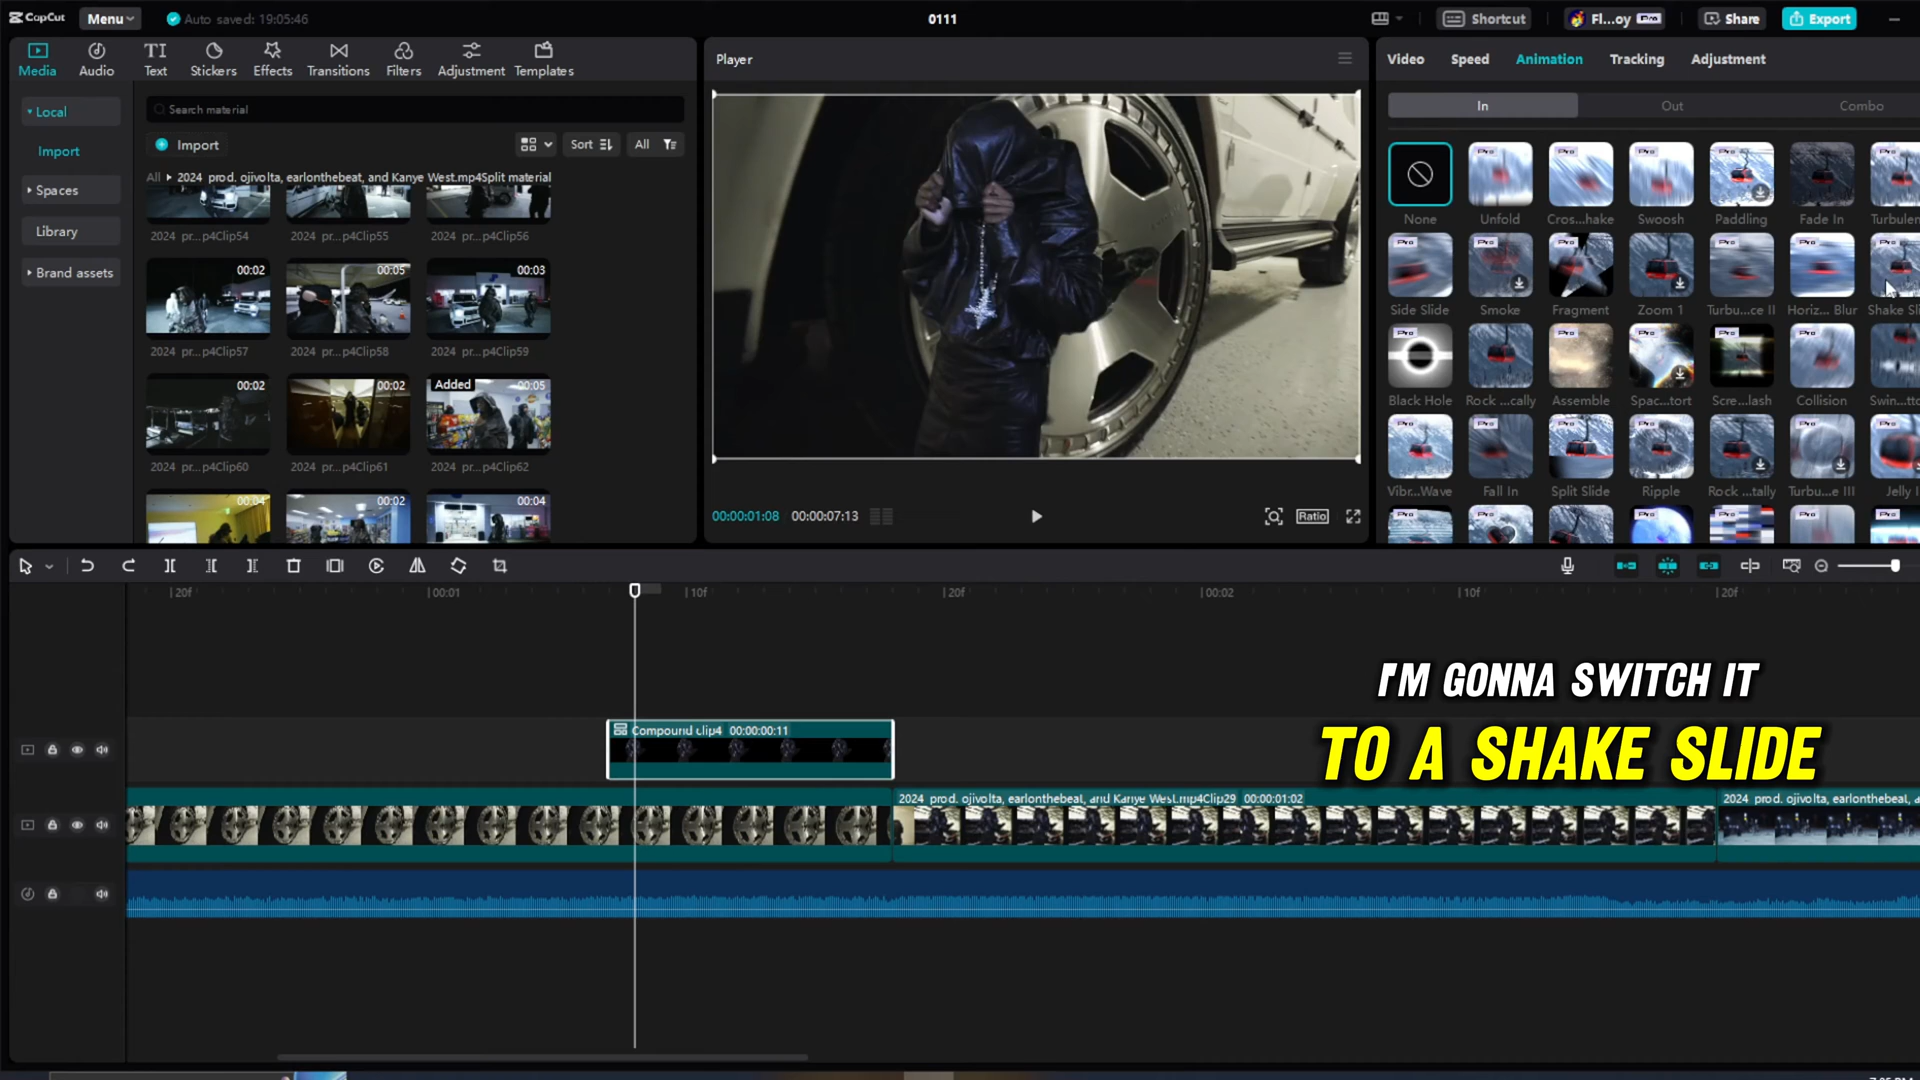 CapCut
Menu
Auto saved: 19:05:46
0111
Shortcut
Fl...oy
Pro
Share
Export
Media
Audio
Text
Stickers
Effects
Transitions
Filters
Adjustment
Templates
Local
Import
Spaces
Library
Brand assets
Search material
Import
Sort
All
All
2024 prod. ojivolta, earlonthebeat, and Kanye West.mp4Split material
2024 pr...p4Clip54
2024 pr...p4Clip55
2024 pr...p4Clip56
00:02
00:05
00:03
2024 pr...p4Clip57
2024 pr...p4Clip58
2024 pr...p4Clip59
00:02
00:02
Added
00:05
2024 pr...p4Clip60
2024 pr...p4Clip61
2024 pr...p4Clip62
00:04
00:02
00:04
Player
00:00:01:08
00:00:07:13
Ratio
Video
Speed
Animation
Tracking
Adjustment
In
Out
Combo
None
Unfold
Cros...hake
Swoosh
Paddling
Fade In
Turbulen
Side Slide
Smoke
Fragment
Zoom 1
Turbu...ce II
Horiz... Blur
Shake Sli
Black Hole
Rock ...cally
Assemble
Spac...tort
Scre...lash
Collision
Swin...tto
Vibr...Wave
Fall In
Split Slide
Ripple
Rock ...tally
Turbu...e III
Jelly I
20f
00:01
10f
20f
00:02
10f
20f
I'M GONNA SWITCH IT
TO A SHAKE SLIDE
Compound clip4 00:00:00:11
2024 prod. ojivolta, earlonthebeat, and Kanye West.mp4Clip29 00:00:01:02
2024 prod. ojivolta, earlonthebeat, a